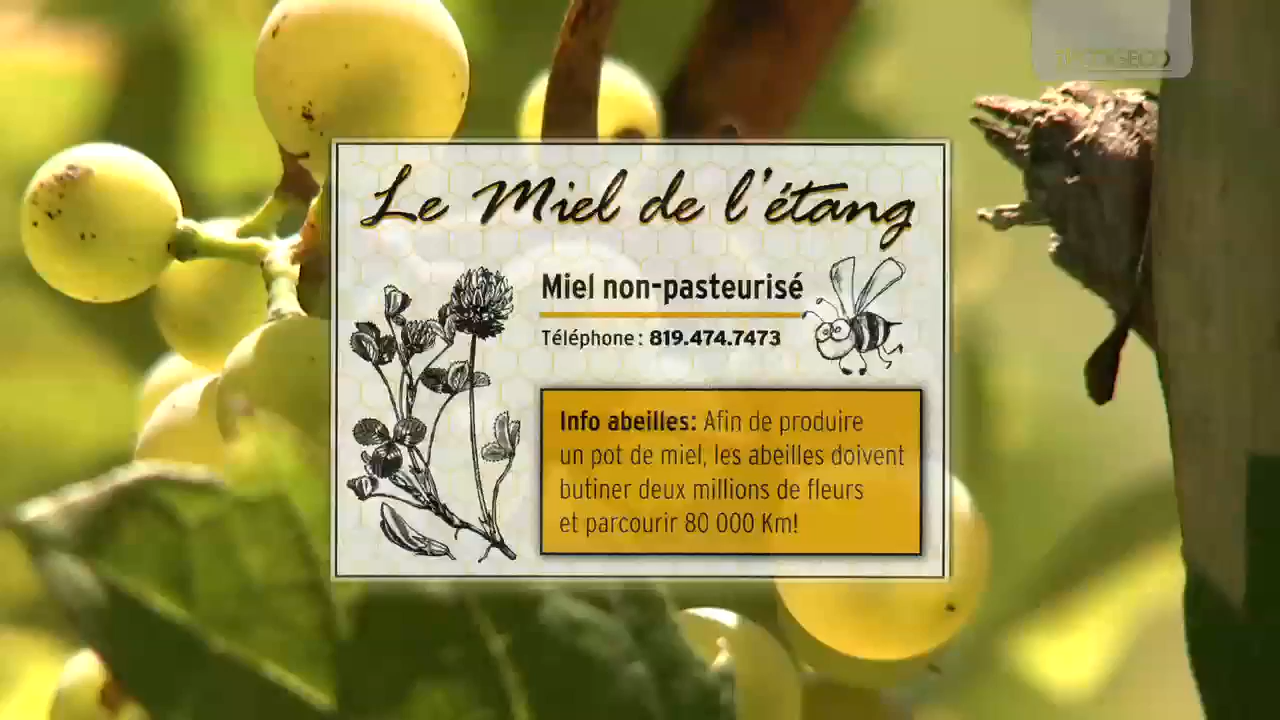 Le Miel de l'étang
Miel non-pasteurisé
Téléphone : 819.474.7473
Info abeilles: Afin de produire
un pot de miel, les abeilles doivent
butiner deux millions de fleurs
et parcourir 80 000 Km!